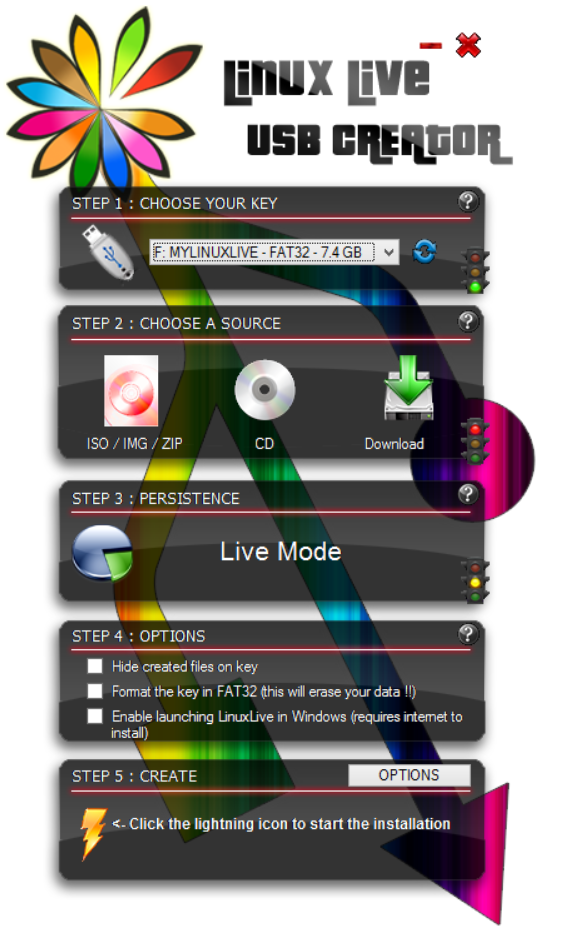 Linux Live
USB Creator
STEP 1 : CHOOSE YOUR KEY
?
F: MYLINUXLIVE - FAT32 - 7.4 GB
STEP 2 : CHOOSE A SOURCE
?
ISO / IMG / ZIP
CD
Download
STEP 3 : PERSISTENCE
?
Live Mode
STEP 4 : OPTIONS
?
Hide created files on key
Format the key in FAT32 (this will erase your data !!)
Enable launching LinuxLive in Windows (requires internet to
install)
STEP 5 : CREATE
OPTIONS
<- Click the lightning icon to start the installation